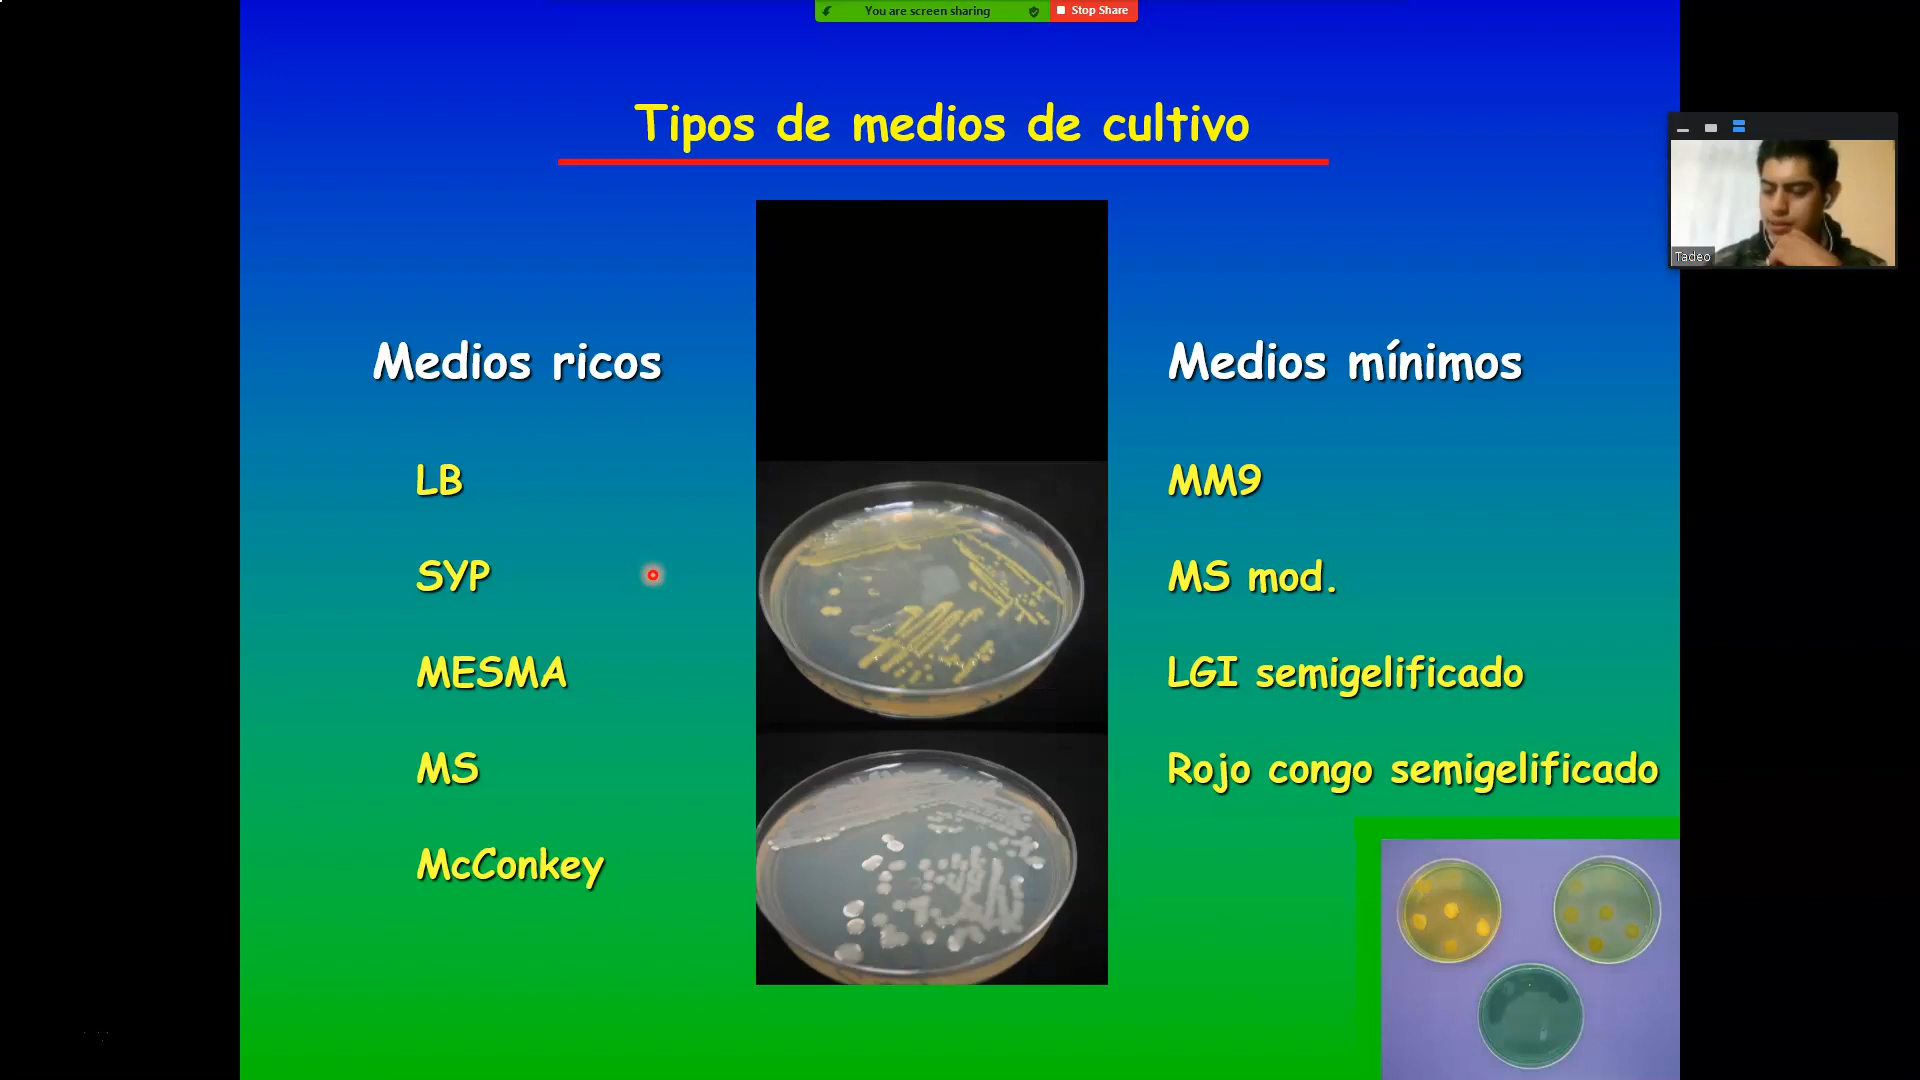 You are screen sharing
Stop Share
Tipos de medios de cultivo
Tadeo
Medios ricos
LB
SYP
MESMA
MS
McConkey
Medios mínimos
MM9
MS mod.
LGI semigelificado
Rojo congo semigelificado